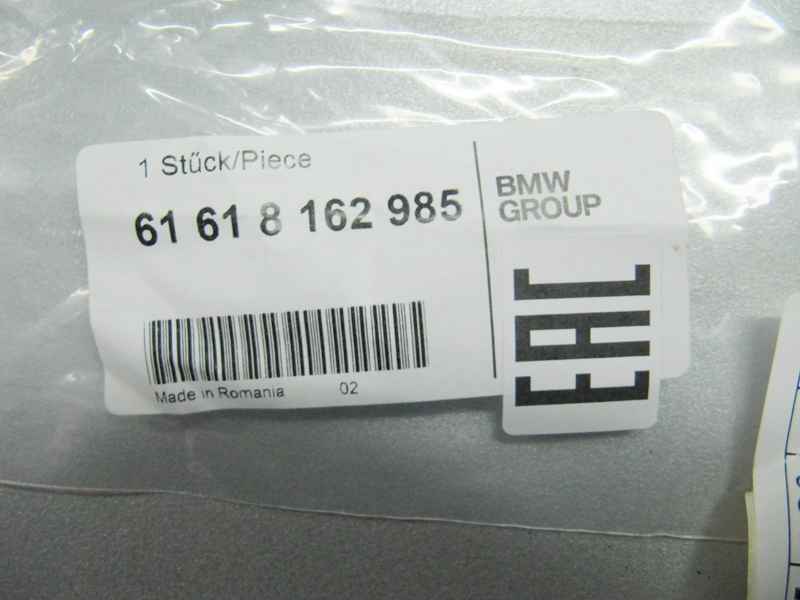 1 Stück/Piece
61 61 8 162 985
BMW
GROUP
EAC
Made in Romania 02